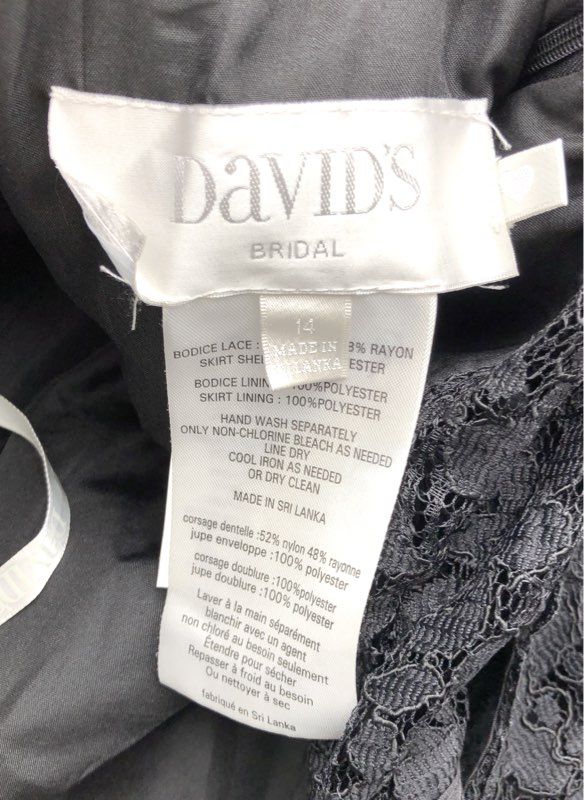 DaVID'S
BRIDAL
14
MADE IN
LANKA
BODICE LACE : 8% RAYON
SKIRT SHEL ESTER
BODICE LINING : 100%POLYESTER
SKIRT LINING : 100%POLYESTER
HAND WASH SEPARATELY
ONLY NON-CHLORINE BLEACH AS NEEDED
LINE DRY
COOL IRON AS NEEDED
OR DRY CLEAN
MADE IN SRI LANKA
corsage dentelle :52% nylon 48% rayonne
jupe enveloppe :100% polyester
corsage doublure :100%polyester
jupe doublure :100% polyester
Laver à la main séparément
blanchir avec un agent
non chloré au besoin seulement
Étendre pour sécher
Repasser à froid au besoin
Ou nettoyer à sec
fabriqué en Sri Lanka